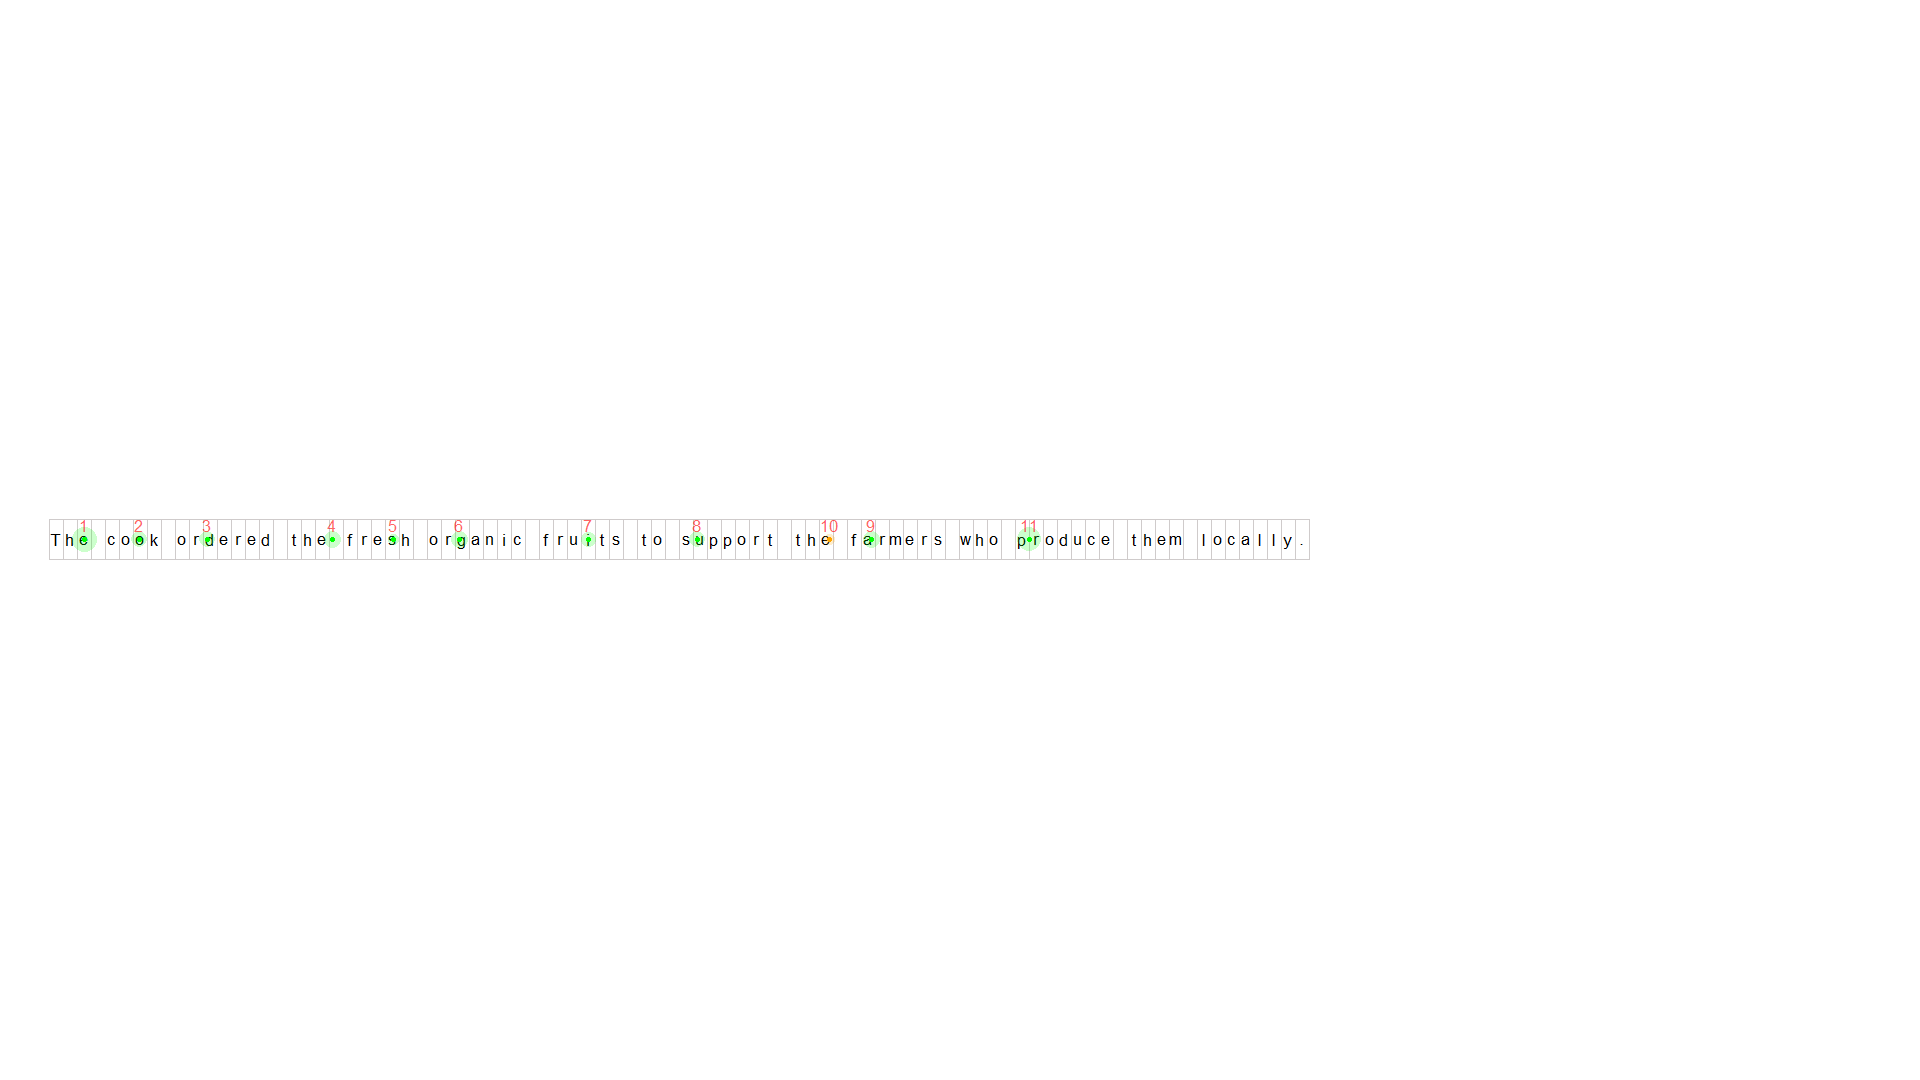 1 2 3 4 5 6 7 8 10 9 11
The cook ordered the fresh organic fruits to support the farmers who produce them locally.